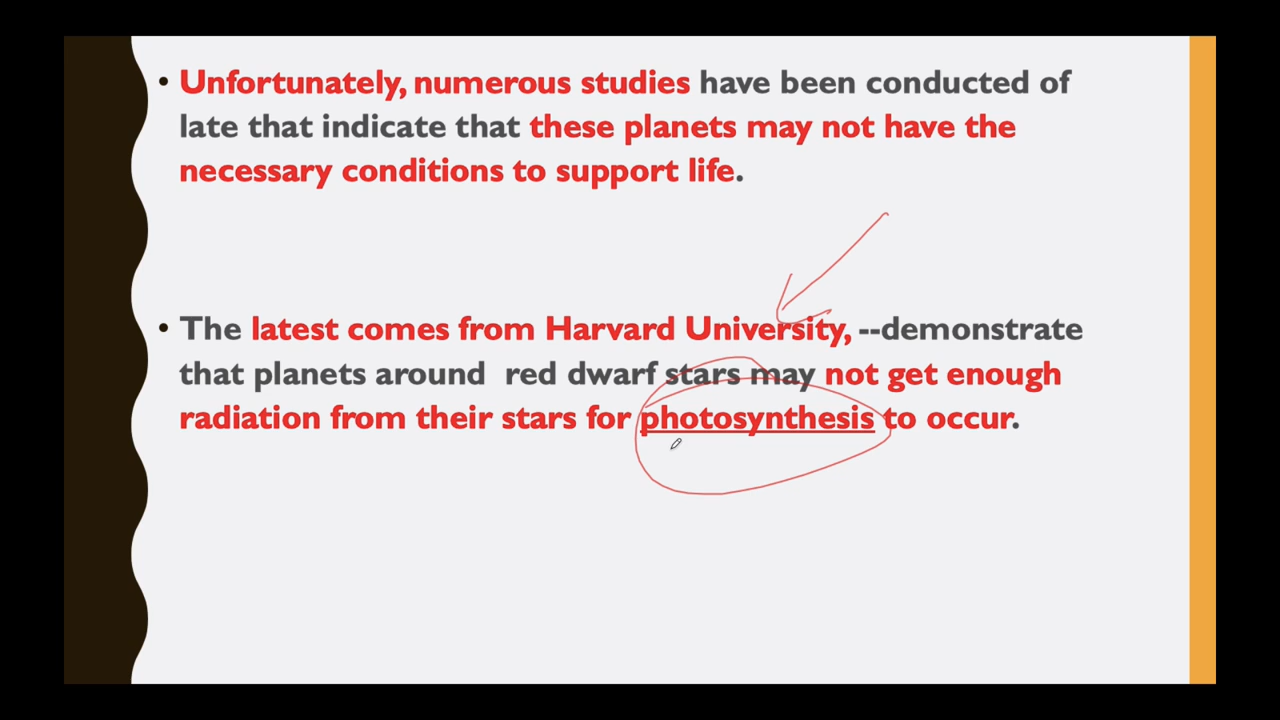 • Unfortunately, numerous studies have been conducted of
late that indicate that these planets may not have the
necessary conditions to support life.
• The latest comes from Harvard University, --demonstrate
that planets around red dwarf stars may not get enough
radiation from their stars for photosynthesis to occur.